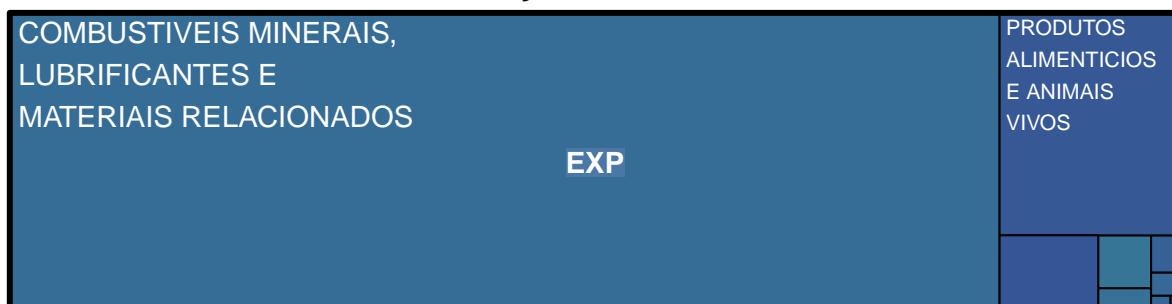 COMBUSTIVEIS MINERAIS,
LUBRIFICANTES E
MATERIAIS RELACIONADOS
EXP
PRODUTOS
ALIMENTICIOS
E ANIMAIS
VIVOS